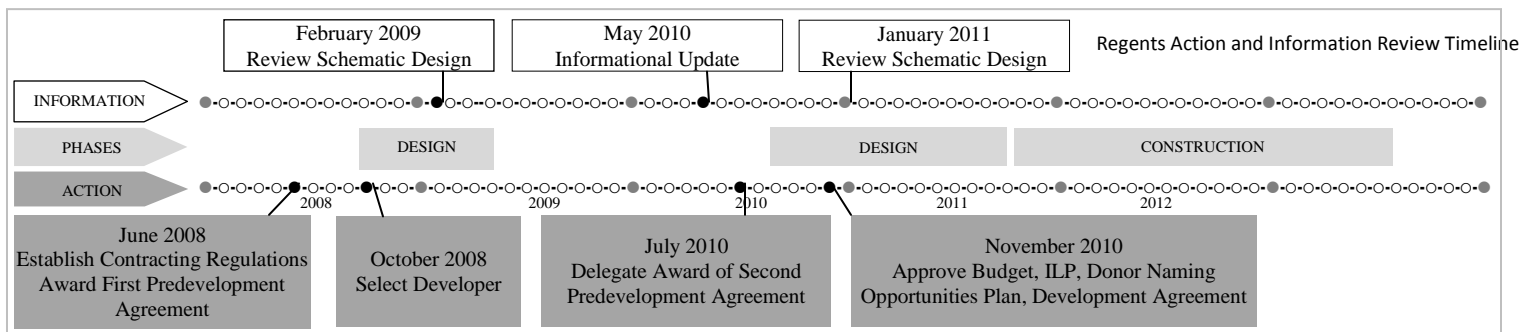 February 2009
Review Schematic Design
May 2010
Informational Update
January 2011
Review Schematic Design
Regents Action and Information Review Timeline
INFORMATION
PHASES
DESIGN
DESIGN
CONSTRUCTION
ACTION
2008
2009
2010
2011
2012
June 2008
Establish Contracting Regulations
Award First Predevelopment
Agreement
October 2008
Select Developer
July 2010
Delegate Award of Second
Predevelopment Agreement
November 2010
Approve Budget, ILP, Donor Naming
Opportunities Plan, Development Agreement